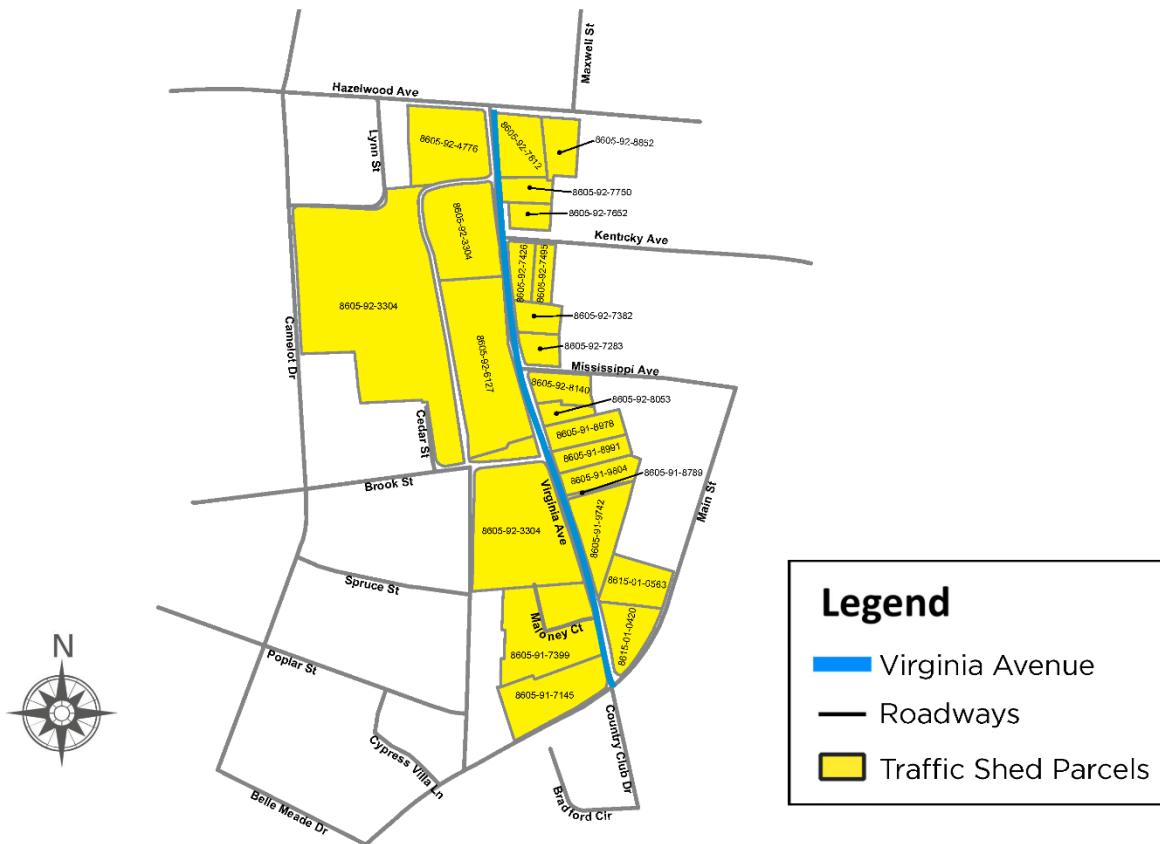 Maxwell St
Hazelwood Ave
Lynn St
8605-92-4776
8605-92-7612
8605-92-8852
8605-92-7750
8605-92-7652
8605-92-3304
Kenticky Ave
8605-92-7426
8605-92-7495
8605-92-3304
8605-92-7382
8605-92-7283
Camelot Dr
8605-92-6127
Mississippi Ave
8605-92-8140
8605-92-8053
Cedar St
8605-91-8978
8605-91-8991
8605-91-9804
8605-91-8789
Brook St
Virginia Ave
Main St
8605-92-3304
8605-91-9742
Spruce St
8615-01-0563
Maloney Ct
8615-01-0420
8605-91-7399
Poplar St
8605-91-7145
Country Club Dr
Cypress Villa Ln
Bradford Cir
Belle Meade Dr
N
Legend
Virginia Avenue
Roadways
Traffic Shed Parcels